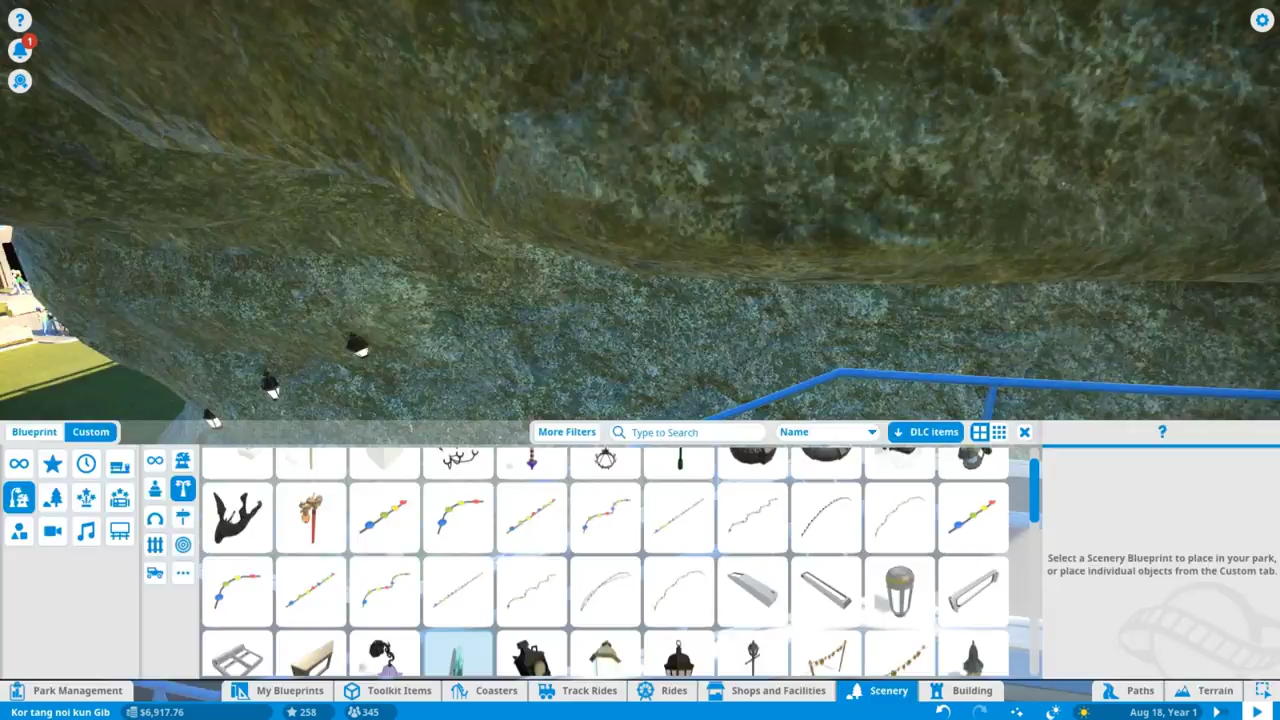 ?
1
Blueprint
Custom
More Filters
Type to Search
Name
DLC items
?
Select a Scenery Blueprint to place in your park,
or place individual objects from the Custom tab.
Park Management
My Blueprints
Toolkit Items
Coasters
Track Rides
Rides
Shops and Facilities
Scenery
Building
Paths
Terrain
Kor tang noi kun Gib
$6,917.76
258
345
Aug 18, Year 1